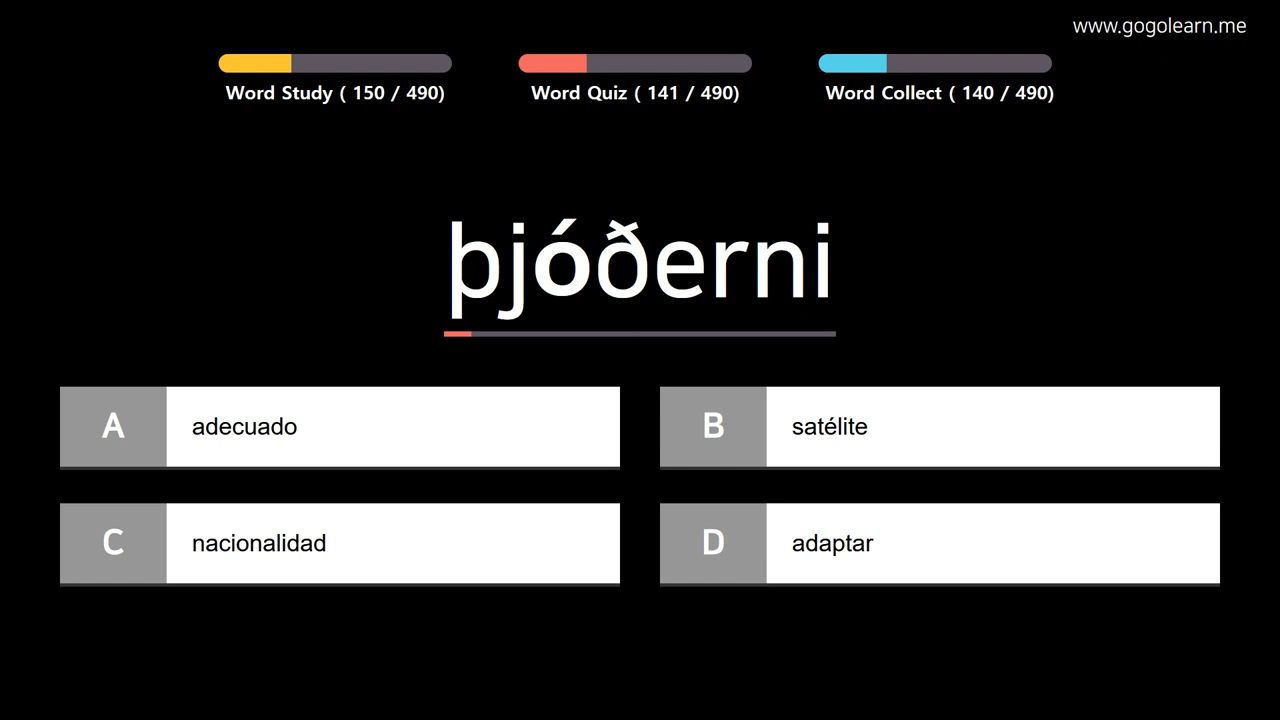 www.gogolearn.me
Word Study ( 150 / 490)
Word Quiz ( 141 / 490)
Word Collect ( 140 / 490)
þjóðerni
A adecuado
B satélite
C nacionalidad
D adaptar